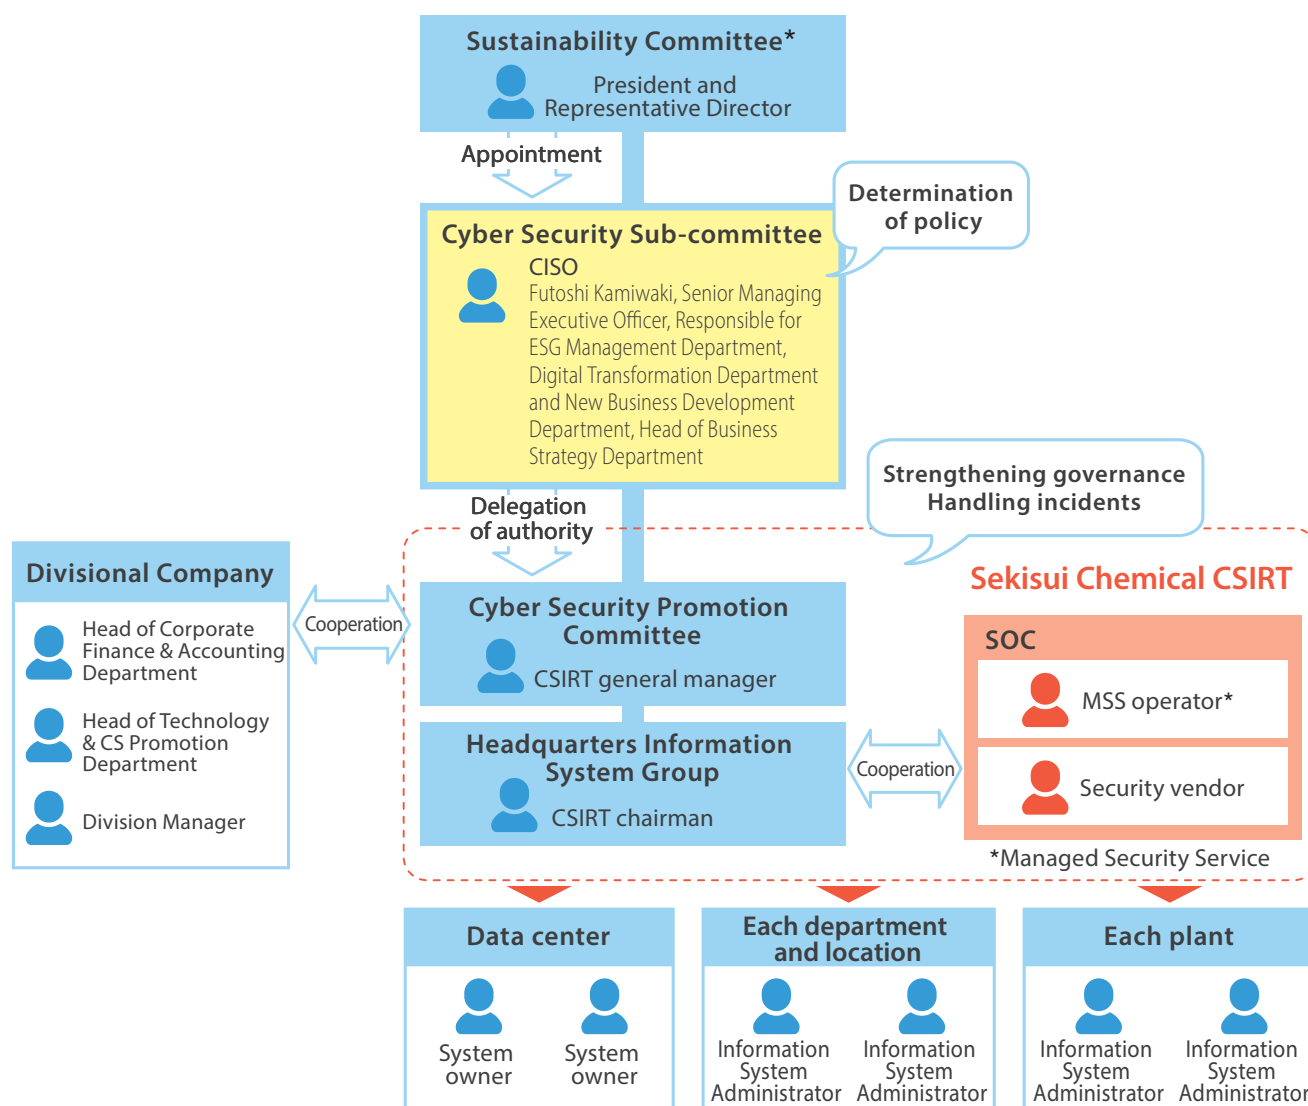 Sustainability Committee*
President and
Representative Director
Appointment
Determination
of policy
Cyber Security Sub-committee
CISO
Futoshi Kamiwaki, Senior Managing
Executive Officer, Responsible for
ESG Management Department,
Digital Transformation Department
and New Business Development
Department, Head of Business
Strategy Department
Strengthening governance
Handling incidents
Delegation
of authority
Divisional Company
Head of Corporate
Finance & Accounting
Department
Head of Technology
& CS Promotion
Department
Division Manager
Cooperation
Sekisui Chemical CSIRT
Cyber Security Promotion
Committee
CSIRT general manager
Headquarters Information
System Group
CSIRT chairman
Cooperation
SOC
MSS operator*
Security vendor
*Managed Security Service
Data center
System
owner
System
owner
Each department
and location
Information
System
Administrator
Information
System
Administrator
Each plant
Information
System
Administrator
Information
System
Administrator